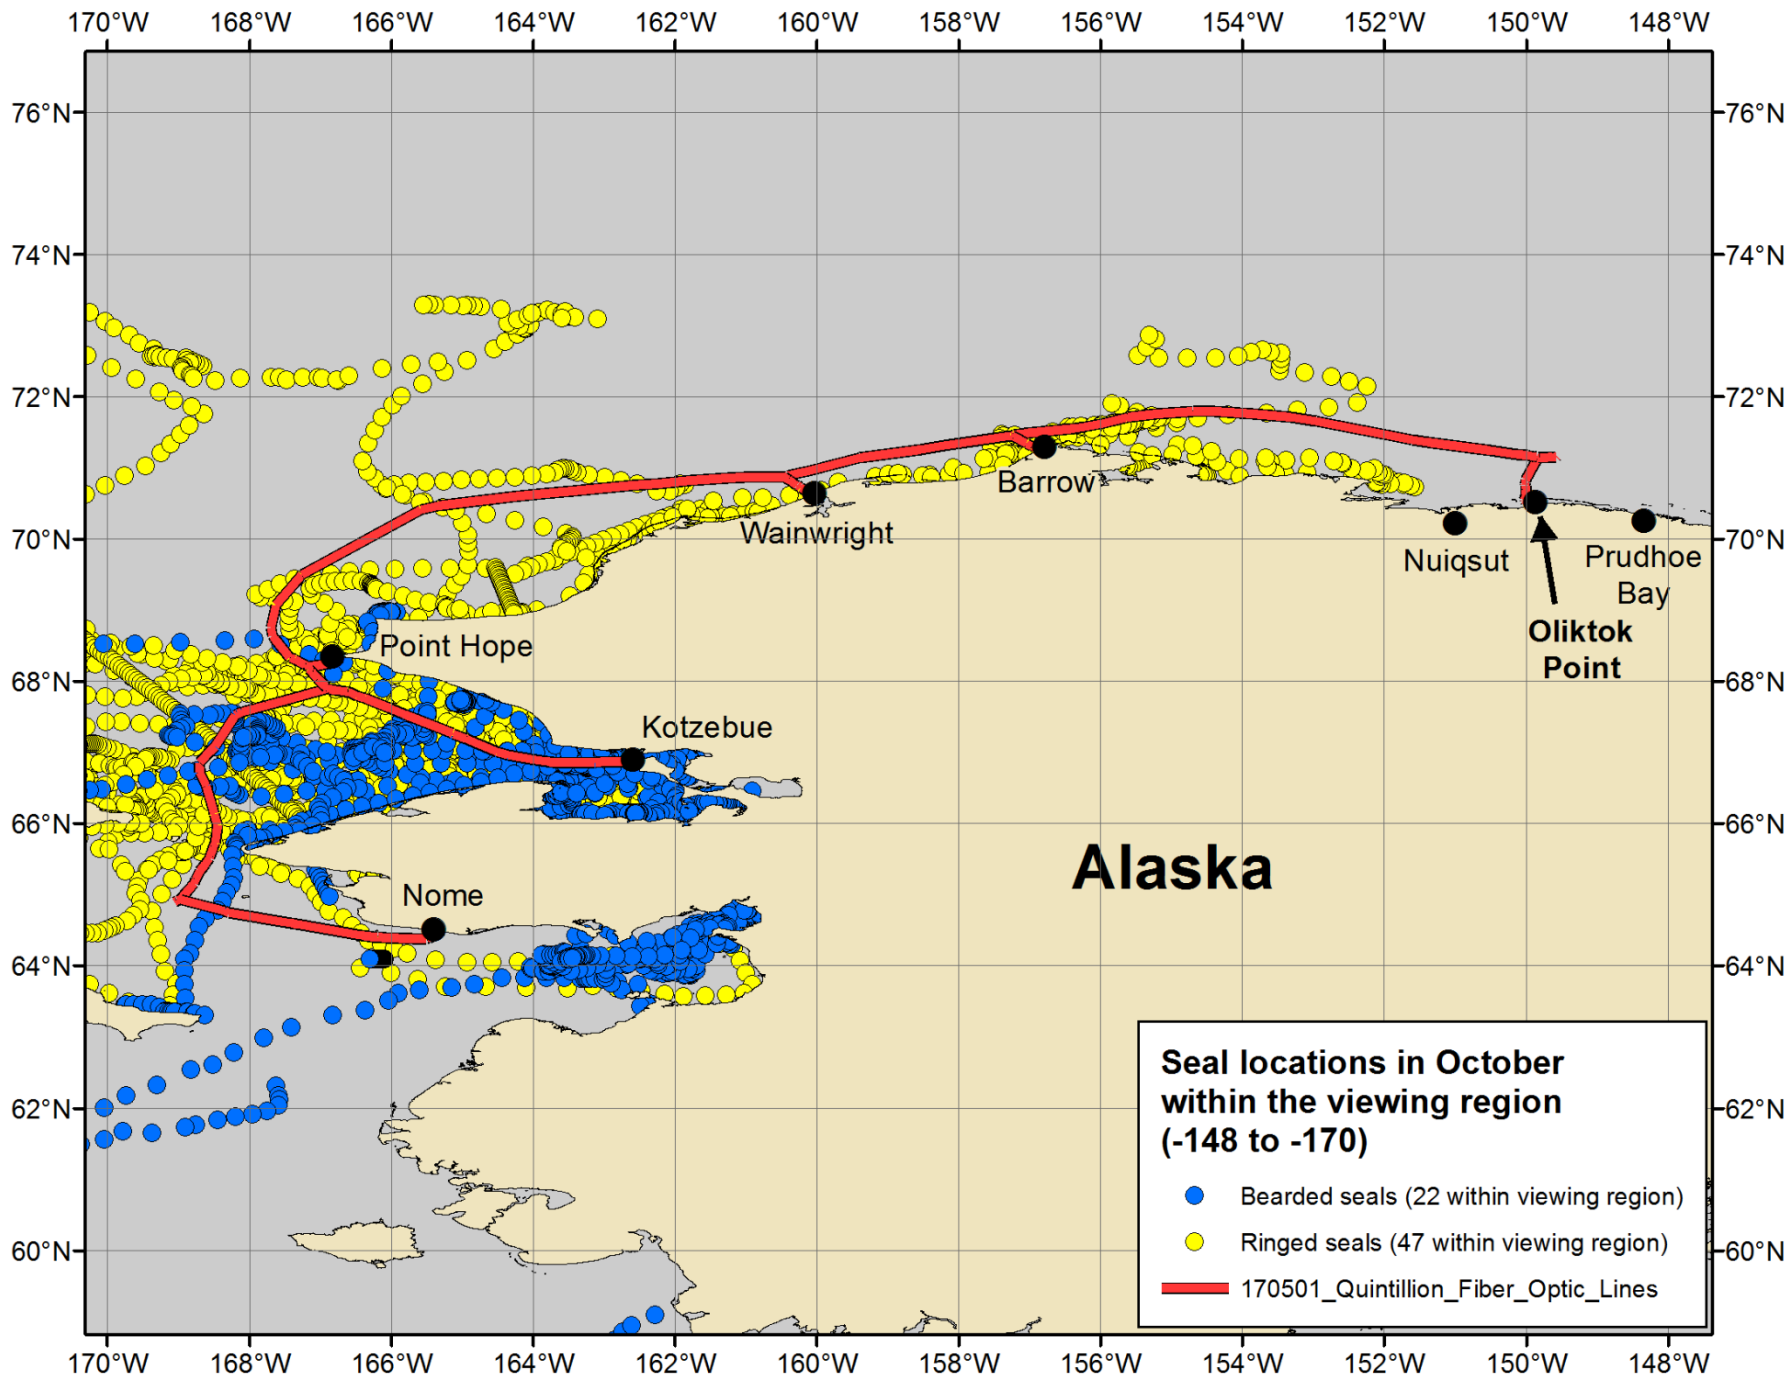 170°W 168°W 166°W 164°W 162°W 160°W 158°W 156°W 154°W 152°W 150°W 148°W
76°N 76°N
74°N 74°N
72°N 72°N
Barrow
Wainwright
70°N 70°N
Nuiqsut
Prudhoe
Bay
Oliktok
Point
Point Hope
68°N 68°N
Kotzebue
66°N 66°N
Alaska
Nome
64°N 64°N
Seal locations in October
within the viewing region
(-148 to -170)
62°N 62°N
Bearded seals (22 within viewing region)
Ringed seals (47 within viewing region)
60°N 60°N
170501_Quintillion_Fiber_Optic_Lines
170°W 168°W 166°W 164°W 162°W 160°W 158°W 156°W 154°W 152°W 150°W 148°W